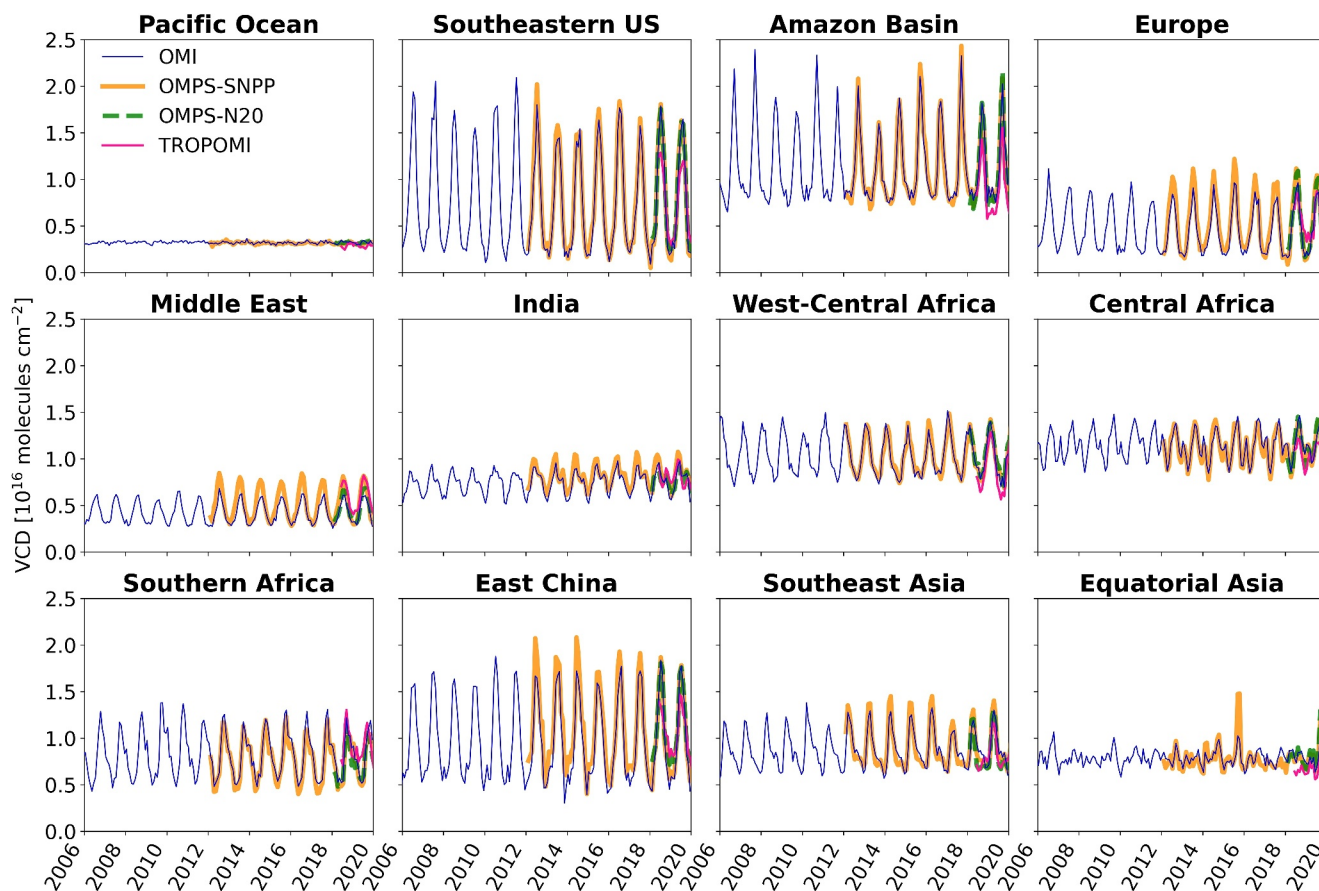 Pacific Ocean Southeastern US Amazon Basin Europe
2.5
OMI
OMPS-SNPP
2.0
OMPS-N20
1.5
TROPOMI
1.0
0.5
0.0
Middle East India West-Central Africa Central Africa
2.5
2.0
1.5
1.0
0.5
0.0
VCD [10¹⁶ molecules cm⁻²]
Southern Africa East China Southeast Asia Equatorial Asia
2.5
2.0
1.5
1.0
0.5
0.0
2006 2008 2010 2012 2014 2016 2018 2020 2006 2008 2010 2012 2014 2016 2018 2020 2006 2008 2010 2012 2014 2016 2018 2020 2006 2008 2010 2012 2014 2016 2018 2020